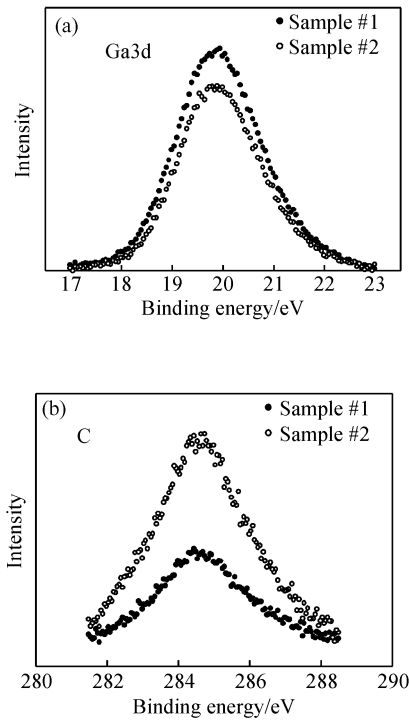 (a)
Sample #1
Sample #2
Ga3d
Intensity
17 18 19 20 21 22 23
Binding energy/eV
(b)
Sample #1
Sample #2
C
Intensity
280 282 284 286 288 290
Binding energy/eV